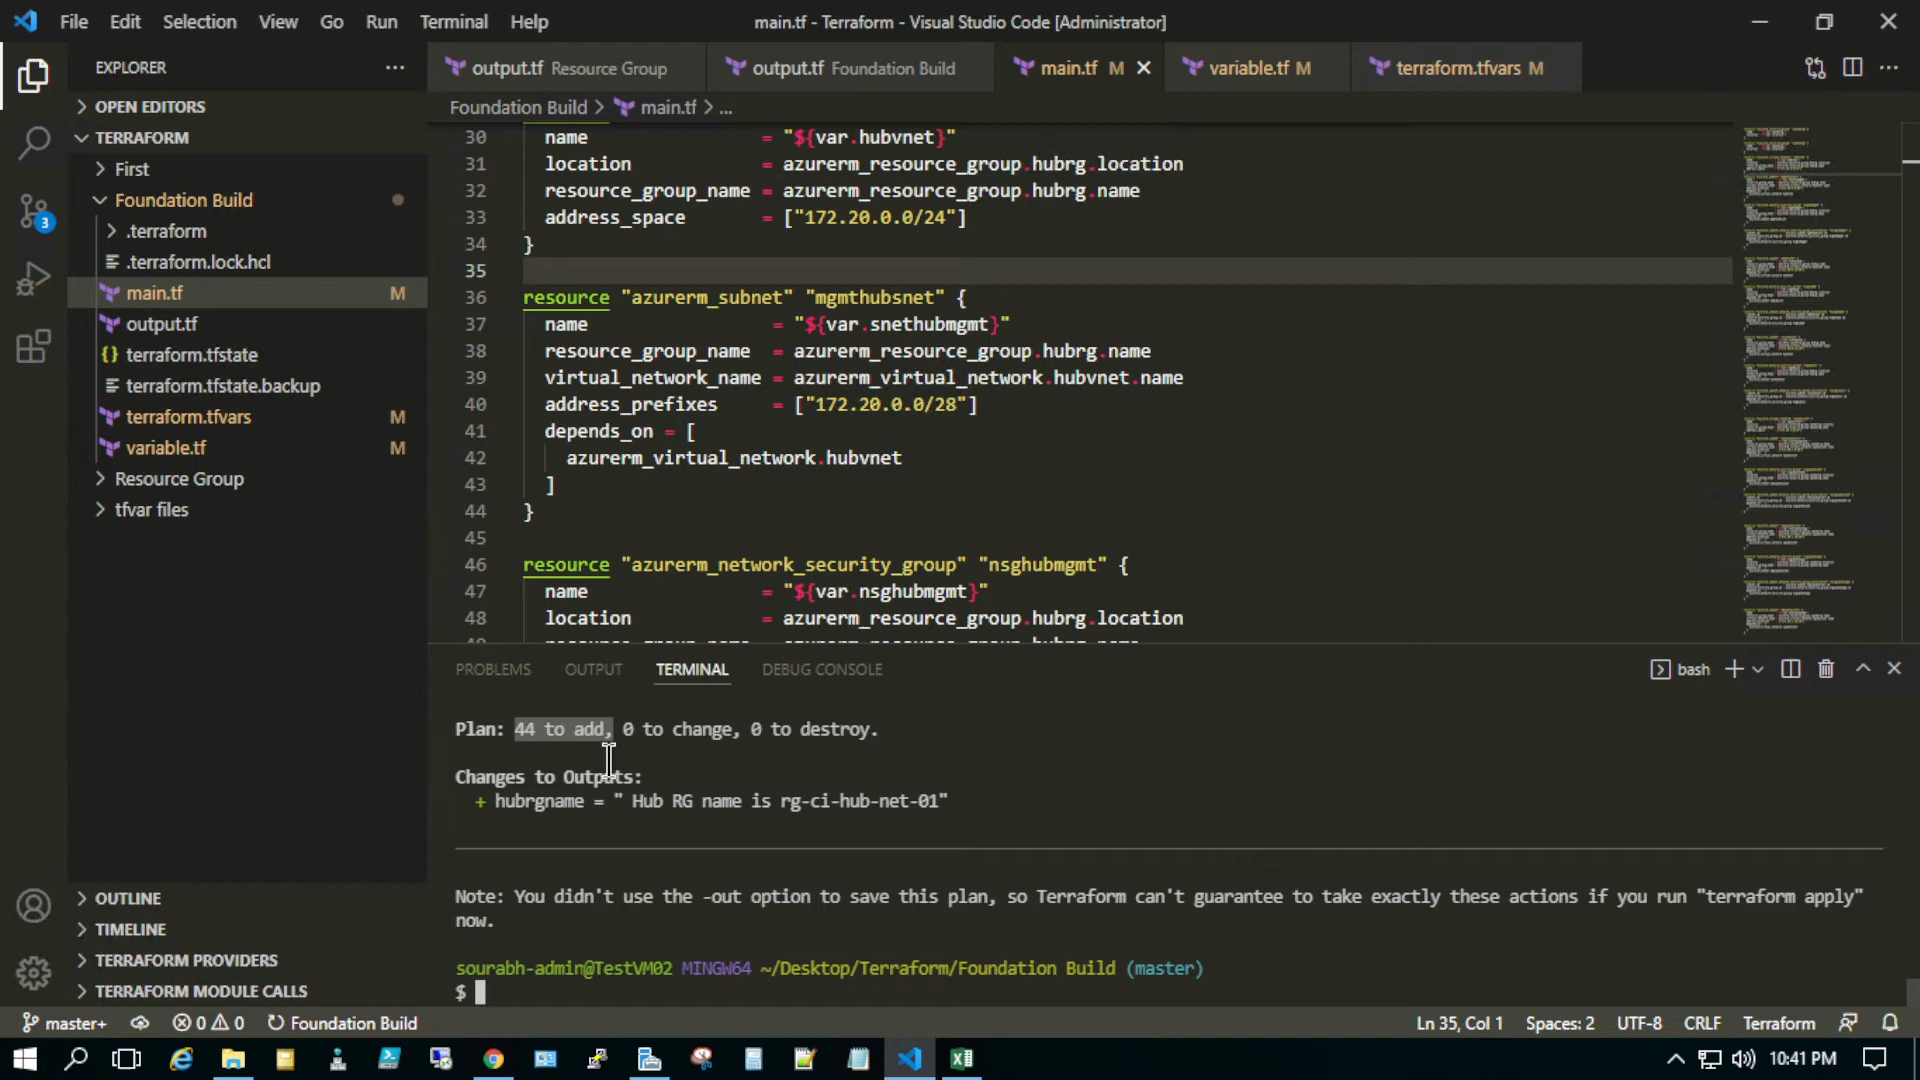 File Edit Selection View Go Run Terminal Help
main.tf - Terraform - Visual Studio Code [Administrator]
EXPLORER
OPEN EDITORS
TERRAFORM
First
Foundation Build
.terraform
.terraform.lock.hcl
main.tf M
output.tf
terraform.tfstate
terraform.tfstate.backup
terraform.tfvars M
variable.tf M
Resource Group
tfvar files
OUTLINE
TIMELINE
TERRAFORM PROVIDERS
TERRAFORM MODULE CALLS
3
output.tf Resource Group
output.tf Foundation Build
main.tf M
variable.tf M
terraform.tfvars M
Foundation Build > main.tf > ...
30 name = "${var.hubvnet}"
31 location = azurerm_resource_group.hubrg.location
32 resource_group_name = azurerm_resource_group.hubrg.name
33 address_space = ["172.20.0.0/24"]
34 }
35
36 resource "azurerm_subnet" "mgmthubsnet" {
37 name = "${var.snethubmgmt}"
38 resource_group_name = azurerm_resource_group.hubrg.name
39 virtual_network_name = azurerm_virtual_network.hubvnet.name
40 address_prefixes = ["172.20.0.0/28"]
41 depends_on = [
42 azurerm_virtual_network.hubvnet
43 ]
44 }
45
46 resource "azurerm_network_security_group" "nsghubmgmt" {
47 name = "${var.nsghubmgmt}"
48 location = azurerm_resource_group.hubrg.location
PROBLEMS OUTPUT TERMINAL DEBUG CONSOLE
bash
Plan: 44 to add, 0 to change, 0 to destroy.
Changes to Outputs:
+ hubrgname = " Hub RG name is rg-ci-hub-net-01"
Note: You didn't use the -out option to save this plan, so Terraform can't guarantee to take exactly these actions if you run "terraform apply"
now.
sourabh-admin@TestVM02 MINGW64 ~/Desktop/Terraform/Foundation Build (master)
$
master+ 0 0 Foundation Build
Ln 35, Col 1 Spaces: 2 UTF-8 CRLF Terraform
10:41 PM